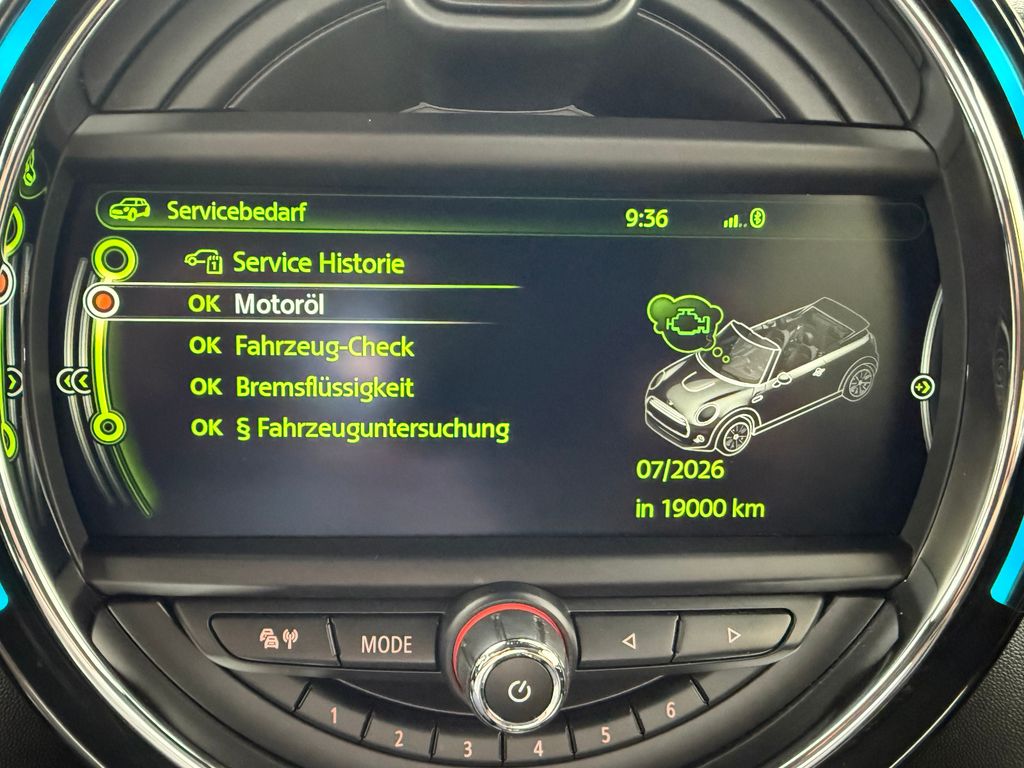 Servicebedarf 9:36
Service Historie
OK Motoröl
OK Fahrzeug-Check
OK Bremsflüssigkeit
OK § Fahrzeuguntersuchung
07/2026
in 19000 km
MODE
1 2 3 4 5 6